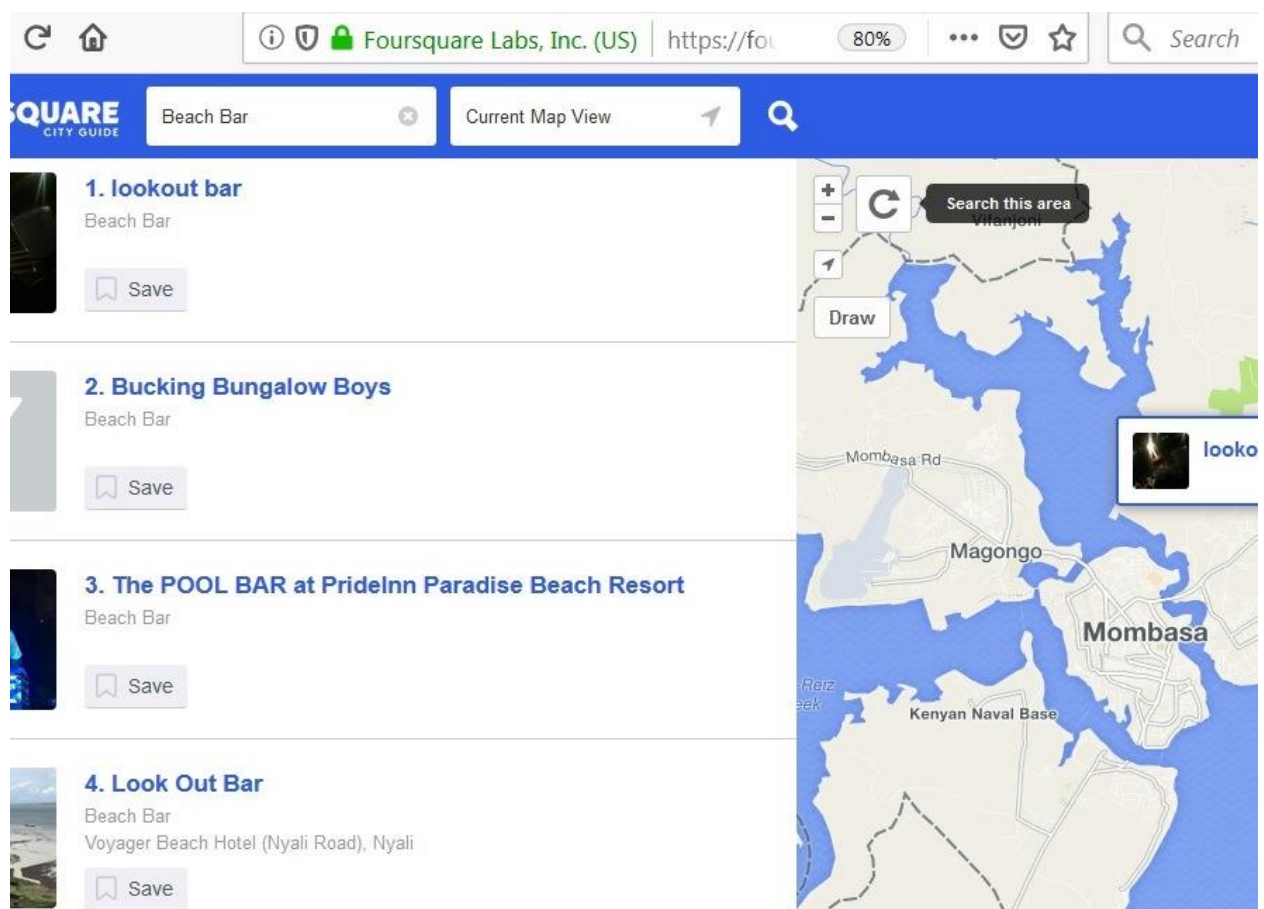 Foursquare Labs, Inc. (US) https://fou 80% Search
SQUARE
CITY GUIDE
Beach Bar
Current Map View
1. lookout bar
Beach Bar
Save
2. Bucking Bungalow Boys
Beach Bar
Save
3. The POOL BAR at PrideInn Paradise Beach Resort
Beach Bar
Save
4. Look Out Bar
Beach Bar
Voyager Beach Hotel (Nyali Road), Nyali
Save
+
−
Search this area
Vifanjoni
Draw
looko
Mombasa Rd
Magongo
Mombasa
-Reiz
eek
Kenyan Naval Base